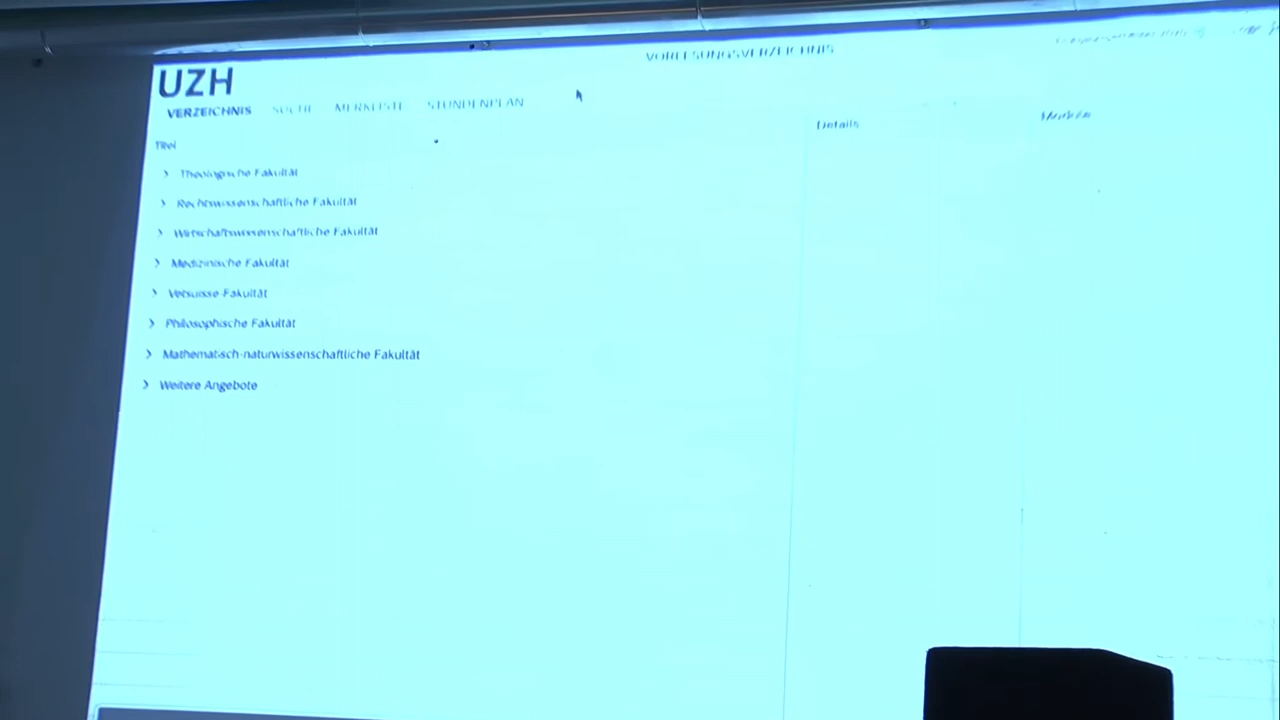 VORLESUNGSVERZEICHNIS
UZH
VERZEICHNIS SUCHE MERKLISTE STUNDENPLAN
Titel
Details
Theologische Fakultät
Rechtswissenschaftliche Fakultät
Wirtschaftswissenschaftliche Fakultät
Medizinische Fakultät
Vetsuisse-Fakultät
Philosophische Fakultät
Mathematisch-naturwissenschaftliche Fakultät
Weitere Angebote